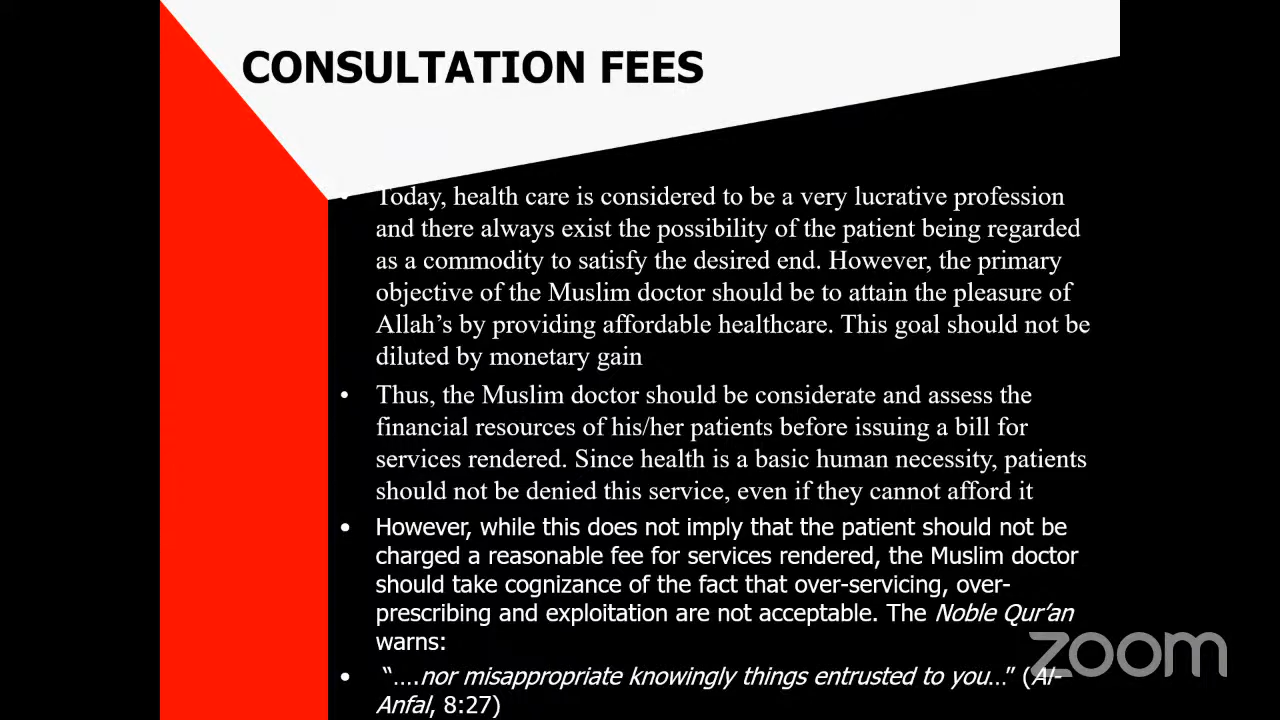 CONSULTATION FEES
• Today, health care is considered to be a very lucrative profession
and there always exist the possibility of the patient being regarded
as a commodity to satisfy the desired end. However, the primary
objective of the Muslim doctor should be to attain the pleasure of
Allah’s by providing affordable healthcare. This goal should not be
diluted by monetary gain
• Thus, the Muslim doctor should be considerate and assess the
financial resources of his/her patients before issuing a bill for
services rendered. Since health is a basic human necessity, patients
should not be denied this service, even if they cannot afford it
• However, while this does not imply that the patient should not be
charged a reasonable fee for services rendered, the Muslim doctor
should take cognizance of the fact that over-servicing, over-
prescribing and exploitation are not acceptable. The Noble Qur’an
warns:
• “....nor misappropriate knowingly things entrusted to you…” (Al-
Anfal, 8:27)
zoom